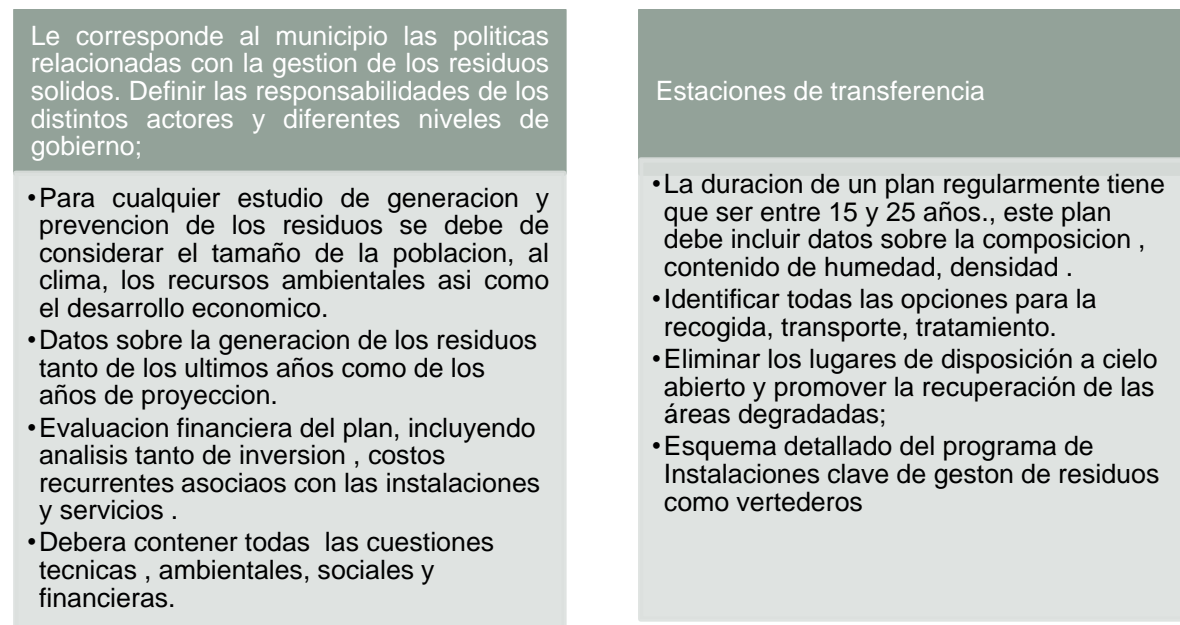 Le corresponde al municipio las politicas
relacionadas con la gestion de los residuos
solidos. Definir las responsabilidades de los
distintos actores y diferentes niveles de
gobierno;
•Para cualquier estudio de generacion y
prevencion de los residuos se debe de
considerar el tamaño de la poblacion, al
clima, los recursos ambientales asi como
el desarrollo economico.
•Datos sobre la generacion de los residuos
tanto de los ultimos años como de los
años de proyeccion.
•Evaluacion financiera del plan, incluyendo
analisis tanto de inversion , costos
recurrentes asociaos con las instalaciones
y servicios .
•Debera contener todas las cuestiones
tecnicas , ambientales, sociales y
financieras.
Estaciones de transferencia
•La duracion de un plan regularmente tiene
que ser entre 15 y 25 años., este plan
debe incluir datos sobre la composicion ,
contenido de humedad, densidad .
•Identificar todas las opciones para la
recogida, transporte, tratamiento.
•Eliminar los lugares de disposición a cielo
abierto y promover la recuperación de las
áreas degradadas;
•Esquema detallado del programa de
Instalaciones clave de geston de residuos
como vertederos